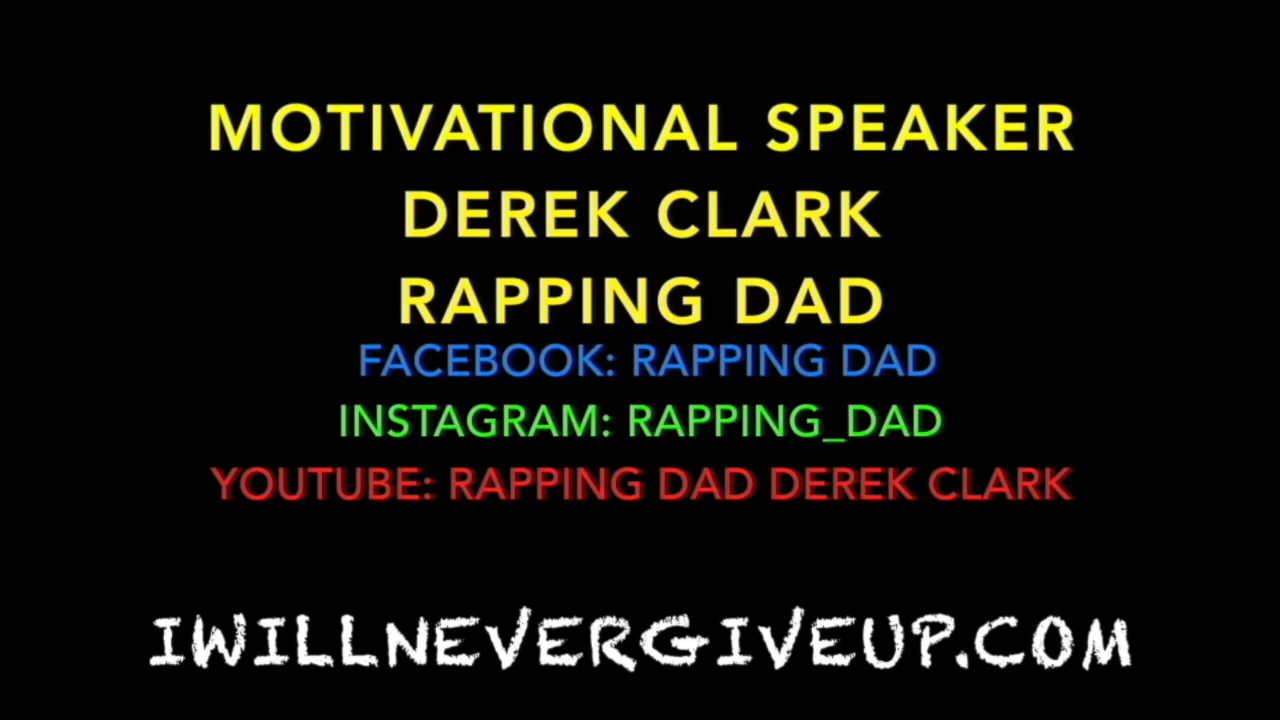 MOTIVATIONAL SPEAKER
DEREK CLARK
RAPPING DAD
FACEBOOK: RAPPING DAD
INSTAGRAM: RAPPING_DAD
YOUTUBE: RAPPING DAD DEREK CLARK
IWILLNEVERGIVEUP.COM